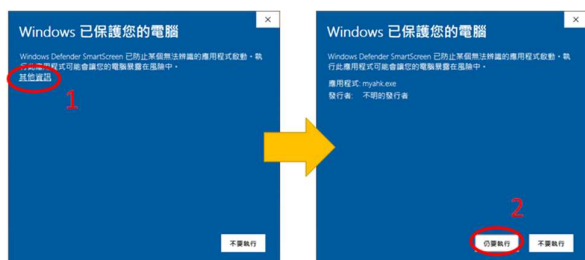 Windows 已保護您的電腦
Windows Defender SmartScreen 已防止某個無法辨識的應用程式啟動。執
行此應用程式可能會讓您的電腦暴露在風險中。
其他資訊
1
不要執行
Windows 已保護您的電腦
Windows Defender SmartScreen 已防止某個無法辨識的應用程式啟動。執
行此應用程式可能會讓您的電腦暴露在風險中。
應用程式: myahk.exe
發行者: 不明的發行者
2
仍要執行 不要執行